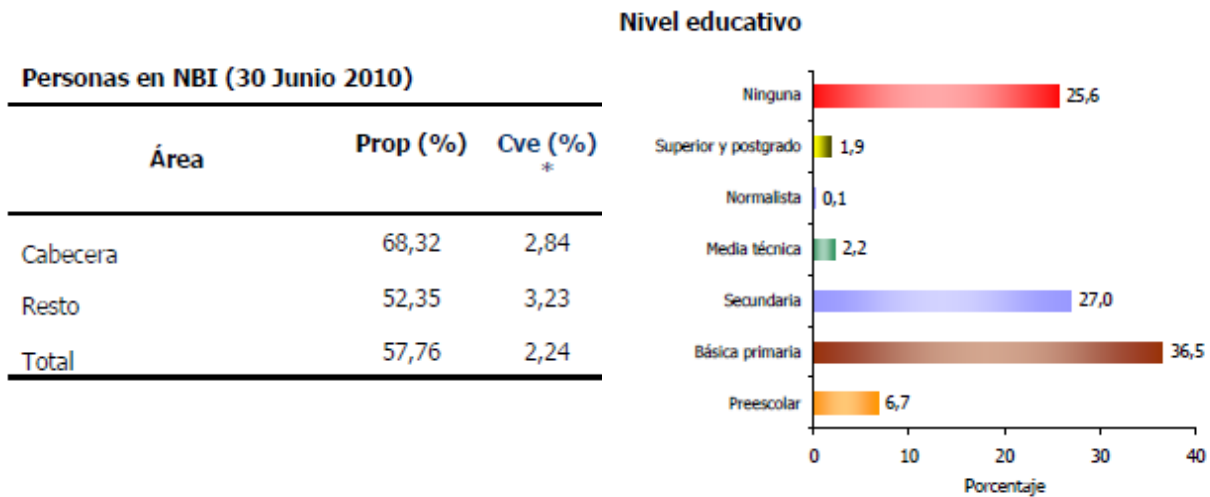 Nivel educativo
Personas en NBI (30 Junio 2010)
Área Prop (%) Cve (%)
*
Cabecera 68,32 2,84
Resto 52,35 3,23
Total 57,76 2,24
Ninguna 25,6
Superior y postgrado 1,9
Normalista 0,1
Media técnica 2,2
Secundaria 27,0
Básica primaria 36,5
Preescolar 6,7
0 10 20 30 40
Porcentaje